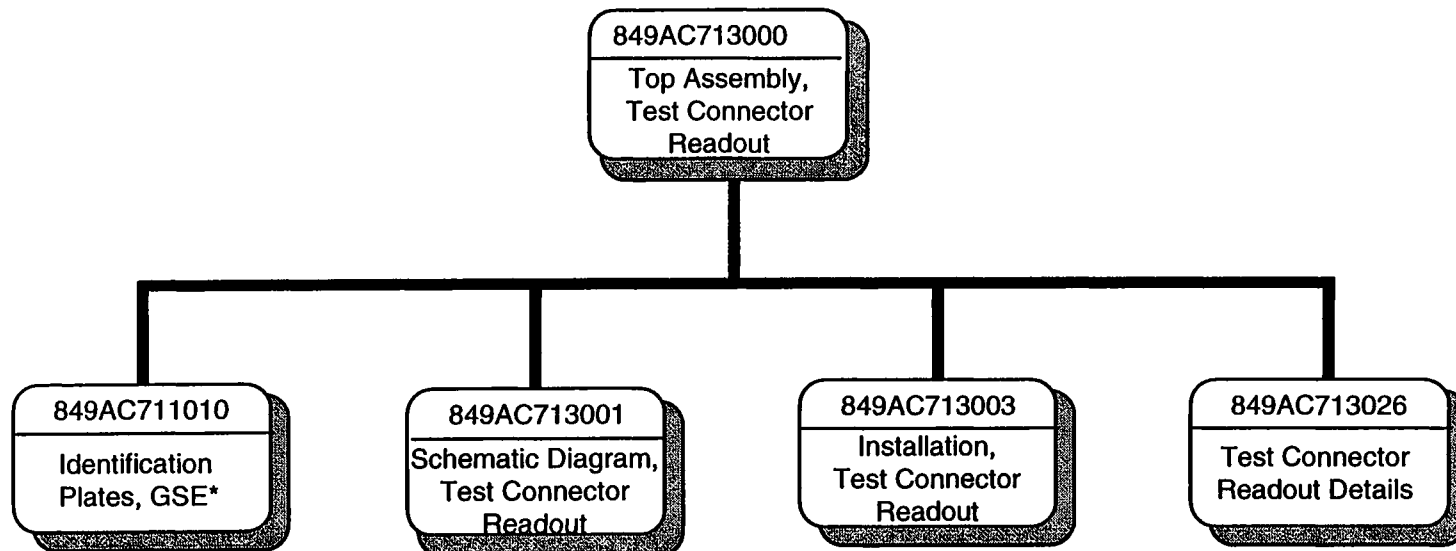 849AC713000
Top Assembly,
Test Connector
Readout
849AC711010
Identification
Plates, GSE*
849AC713001
Schematic Diagram,
Test Connector
Readout
849AC713003
Installation,
Test Connector
Readout
849AC713026
Test Connector
Readout Details